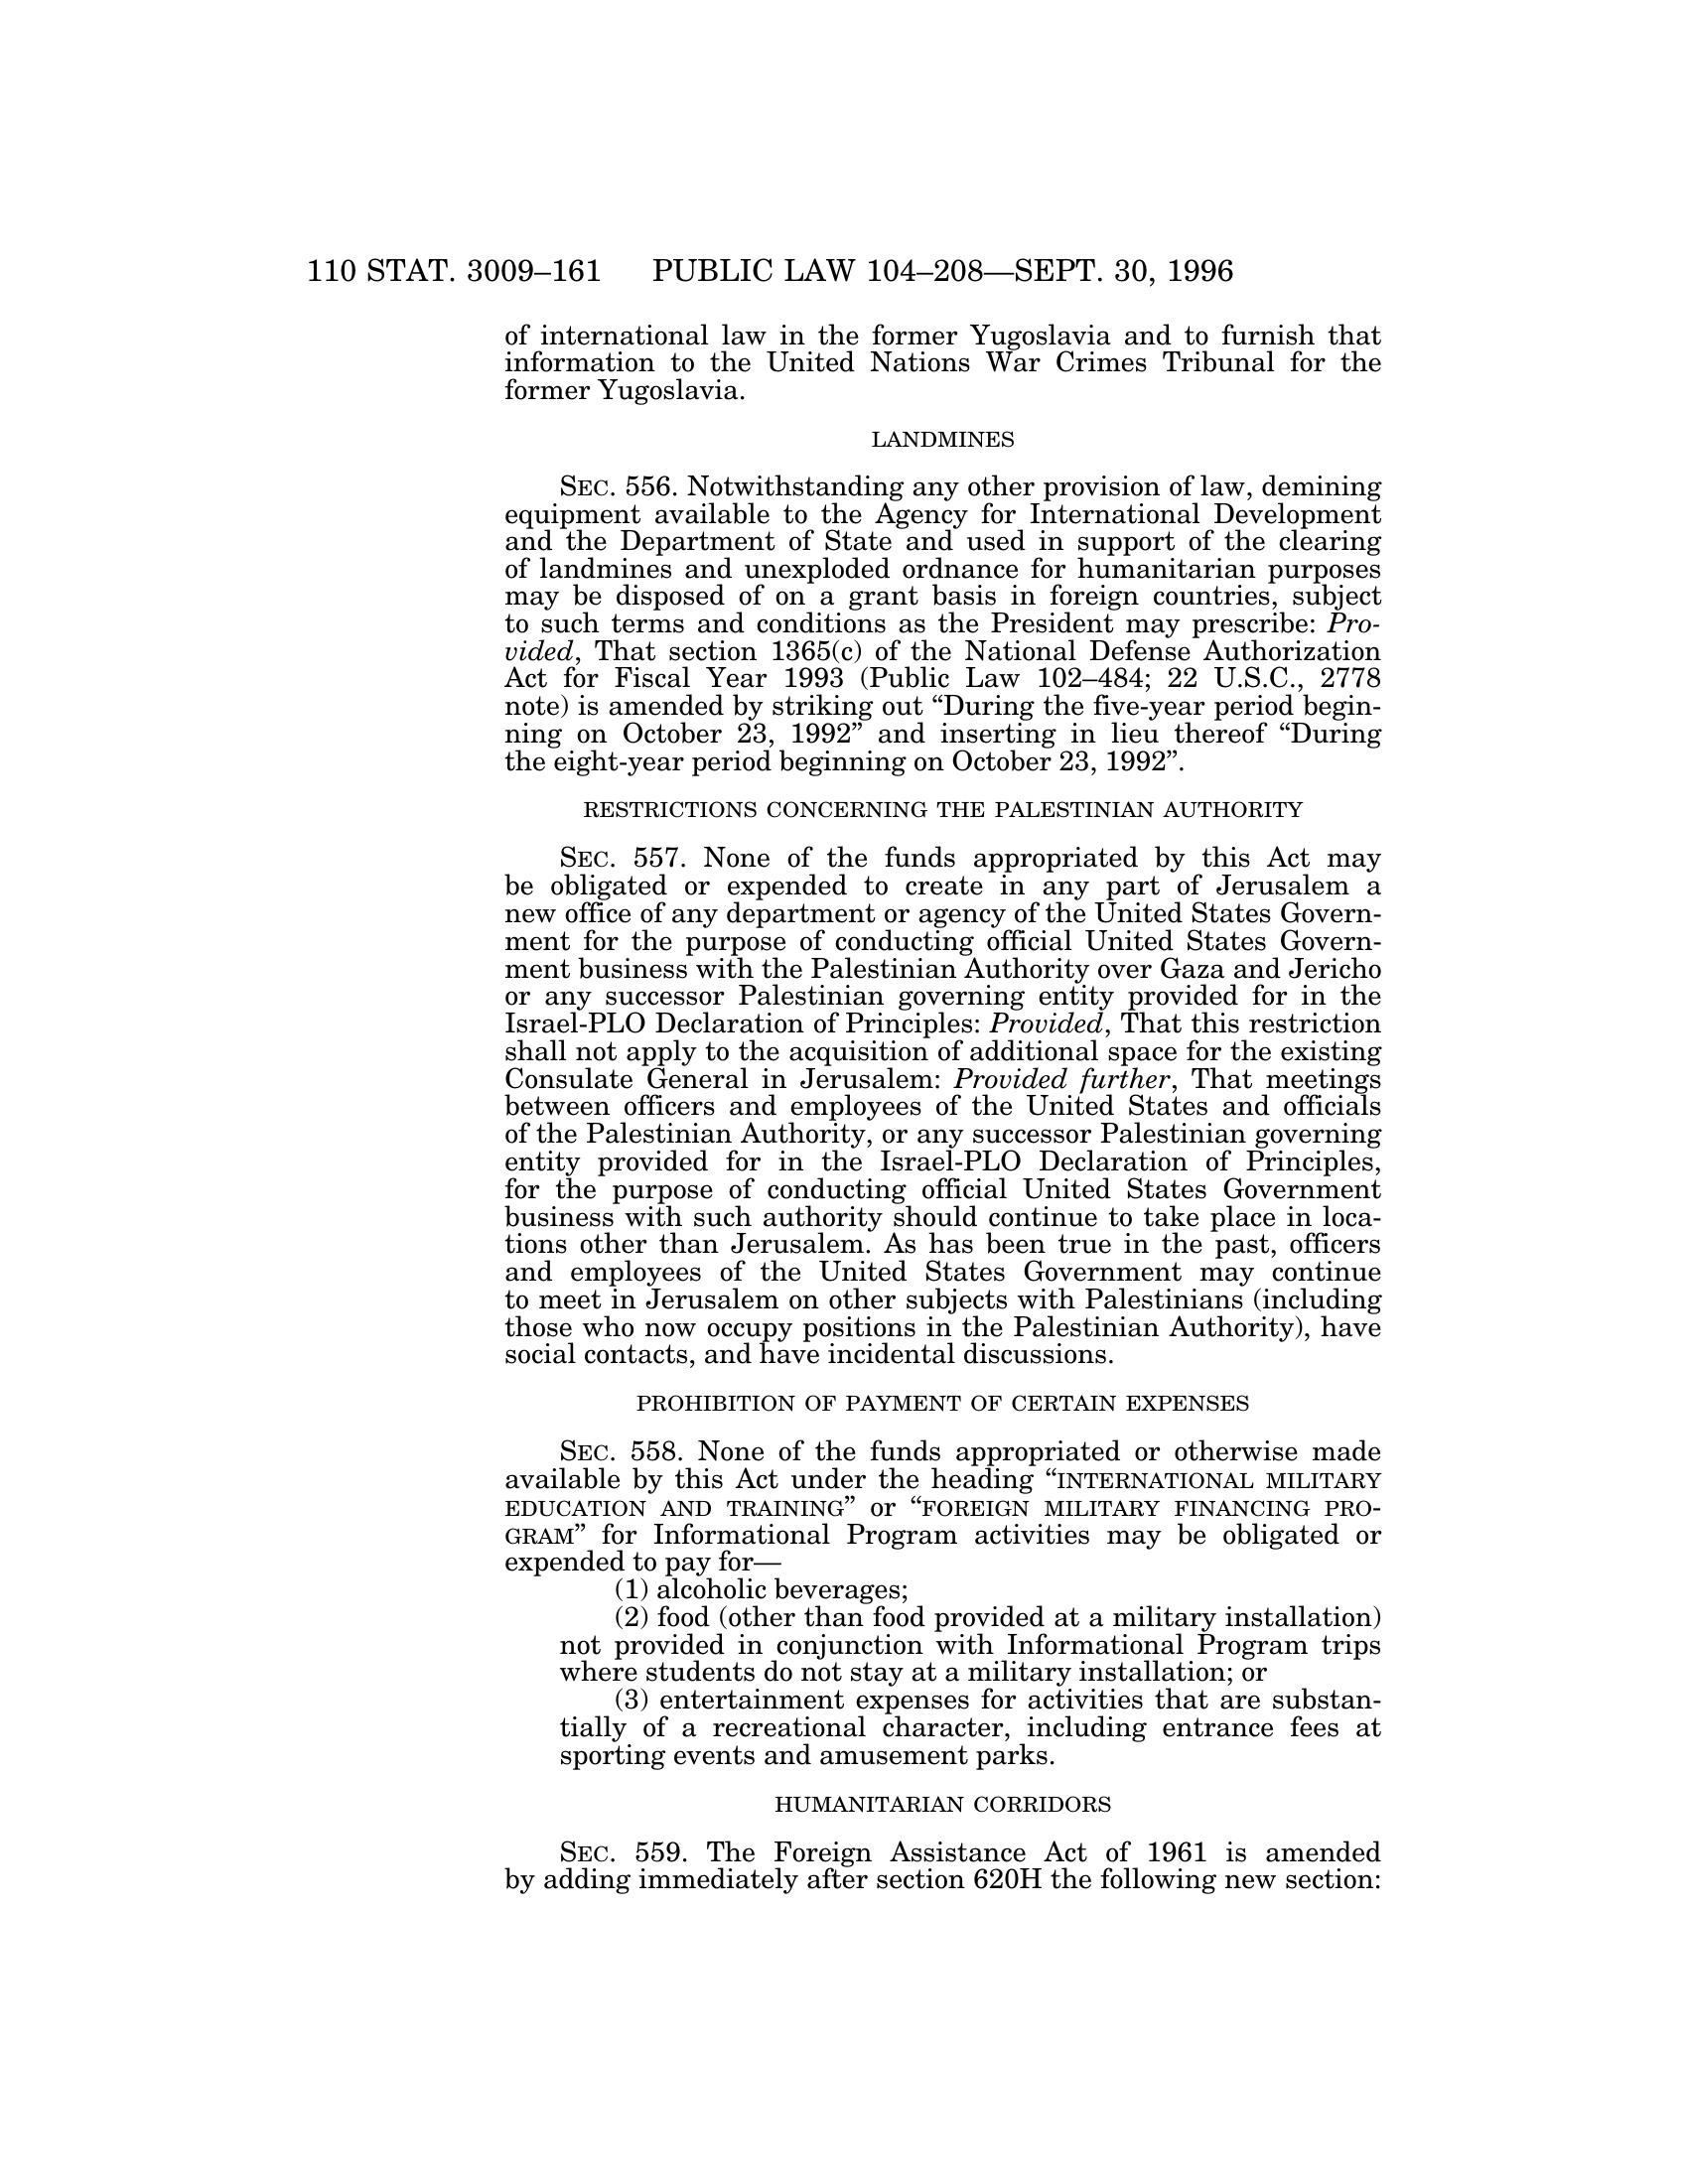 110 STAT. 3009–161 PUBLIC LAW 104–208—SEPT. 30, 1996
of international law in the former Yugoslavia and to furnish that
information to the United Nations War Crimes Tribunal for the
former Yugoslavia.
LANDMINES
SEC. 556. Notwithstanding any other provision of law, demining
equipment available to the Agency for International Development
and the Department of State and used in support of the clearing
of landmines and unexploded ordnance for humanitarian purposes
may be disposed of on a grant basis in foreign countries, subject
to such terms and conditions as the President may prescribe: Pro-
vided, That section 1365(c) of the National Defense Authorization
Act for Fiscal Year 1993 (Public Law 102–484; 22 U.S.C., 2778
note) is amended by striking out “During the five-year period begin-
ning on October 23, 1992” and inserting in lieu thereof “During
the eight-year period beginning on October 23, 1992”.
RESTRICTIONS CONCERNING THE PALESTINIAN AUTHORITY
SEC. 557. None of the funds appropriated by this Act may
be obligated or expended to create in any part of Jerusalem a
new office of any department or agency of the United States Govern-
ment for the purpose of conducting official United States Govern-
ment business with the Palestinian Authority over Gaza and Jericho
or any successor Palestinian governing entity provided for in the
Israel-PLO Declaration of Principles: Provided, That this restriction
shall not apply to the acquisition of additional space for the existing
Consulate General in Jerusalem: Provided further, That meetings
between officers and employees of the United States and officials
of the Palestinian Authority, or any successor Palestinian governing
entity provided for in the Israel-PLO Declaration of Principles,
for the purpose of conducting official United States Government
business with such authority should continue to take place in loca-
tions other than Jerusalem. As has been true in the past, officers
and employees of the United States Government may continue
to meet in Jerusalem on other subjects with Palestinians (including
those who now occupy positions in the Palestinian Authority), have
social contacts, and have incidental discussions.
PROHIBITION OF PAYMENT OF CERTAIN EXPENSES
SEC. 558. None of the funds appropriated or otherwise made
available by this Act under the heading “INTERNATIONAL MILITARY
EDUCATION AND TRAINING” or “FOREIGN MILITARY FINANCING PRO-
GRAM” for Informational Program activities may be obligated or
expended to pay for—
(1) alcoholic beverages;
(2) food (other than food provided at a military installation)
not provided in conjunction with Informational Program trips
where students do not stay at a military installation; or
(3) entertainment expenses for activities that are substan-
tially of a recreational character, including entrance fees at
sporting events and amusement parks.
HUMANITARIAN CORRIDORS
SEC. 559. The Foreign Assistance Act of 1961 is amended
by adding immediately after section 620H the following new section: